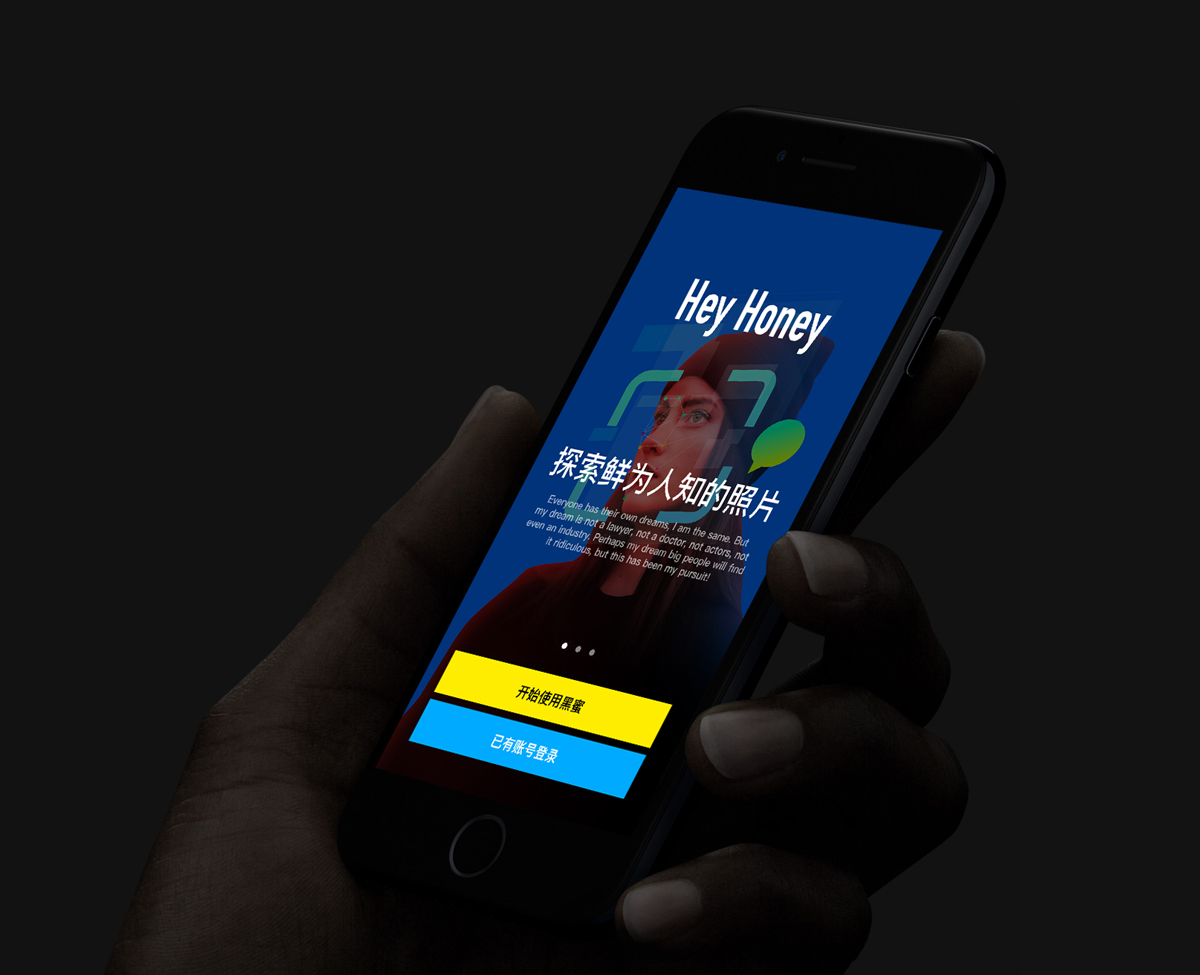 Hey Honey
探索鲜为人知的照片
Everyone has their own dreams, I am the same. But
my dream is not a lawyer, not a doctor, not actors, not
even an industry. Perhaps my dream big people will find
it ridiculous, but this has been my pursuit!
开始使用黑蜜
已有账号登录